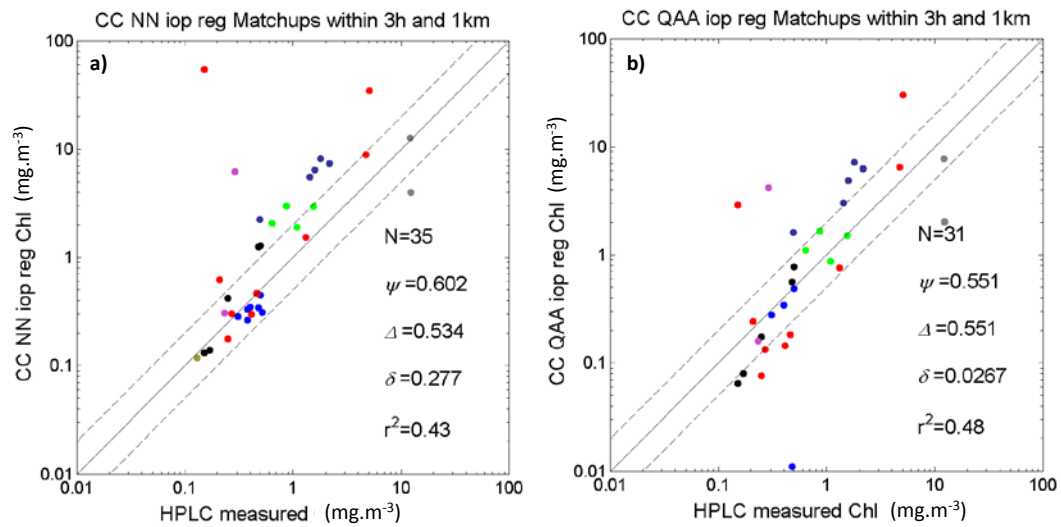 CC NN iop reg Matchups within 3h and 1km
a)
100
10
1
0.1
0.01
CC NN iop reg Chl (mg.m-3)
N=35
ψ=0.602
Δ=0.534
δ=0.277
r²=0.43
0.01 0.1 1 10 100
HPLC measured (mg.m-3)
CC QAA iop reg Matchups within 3h and 1km
b)
100
10
1
0.1
0.01
CC QAA iop reg Chl (mg.m-3)
N=31
ψ=0.551
Δ=0.551
δ=0.0267
r²=0.48
0.01 0.1 1 10 100
HPLC measured Chl (mg.m-3)